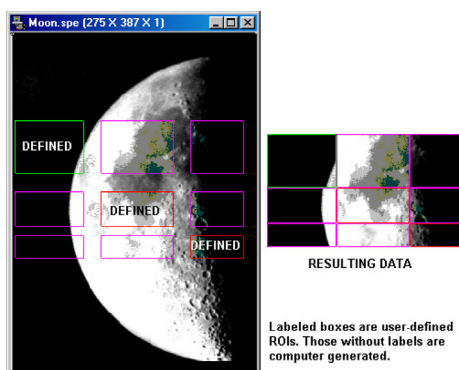 Moon.spe (275 X 387 X 1)
DEFINED
DEFINED
DEFINED
RESULTING DATA
Labeled boxes are user-defined
ROIs. Those without labels are
computer generated.